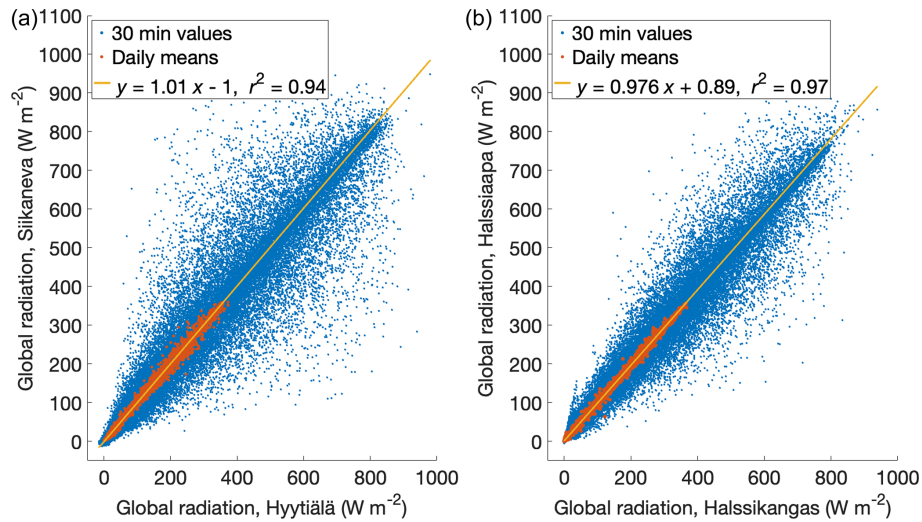 (a)
1100
1000
900
800
700
600
500
400
300
200
100
0
Global radiation, Siikaneva (W m⁻²)
30 min values
Daily means
y = 1.01 x - 1, r² = 0.94
0 200 400 600 800 1000
Global radiation, Hyytiälä (W m⁻²)
(b)
1100
1000
900
800
700
600
500
400
300
200
100
0
Global radiation, Halssiaapa (W m⁻²)
30 min values
Daily means
y = 0.976 x + 0.89, r² = 0.97
0 200 400 600 800 1000
Global radiation, Halssikangas (W m⁻²)